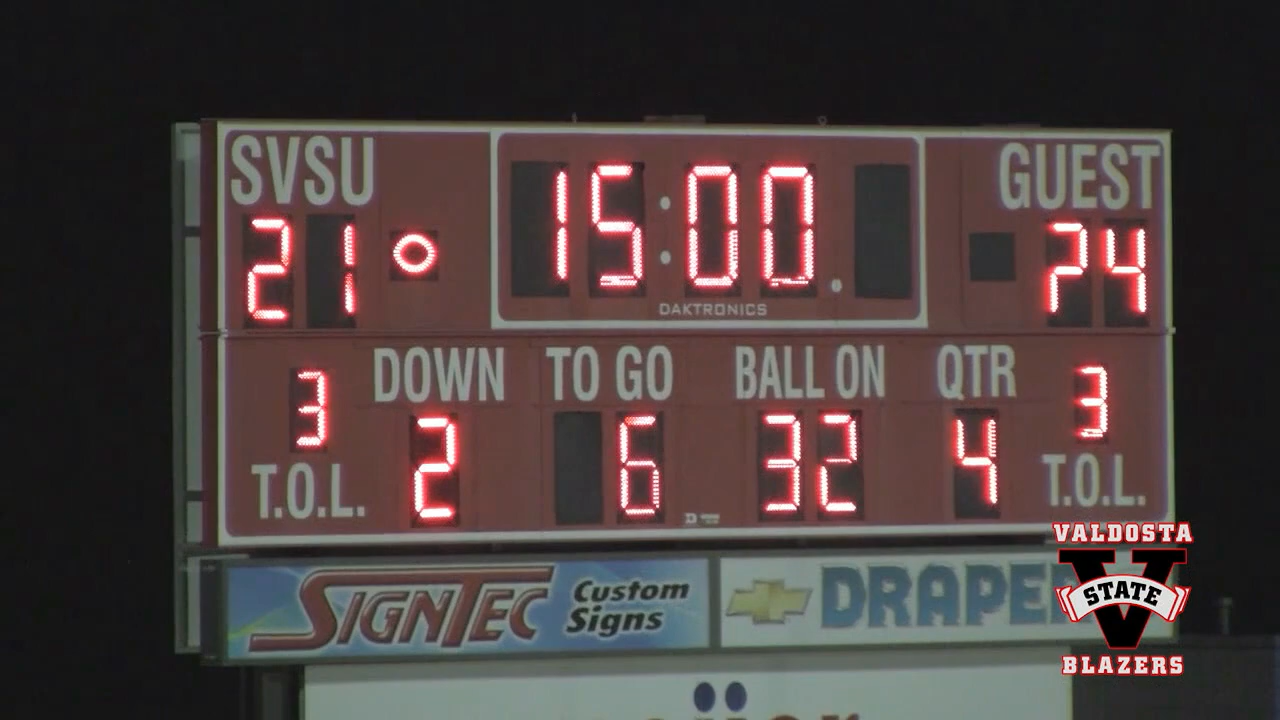 SVSU
15:00
GUEST
21
24
DAKTRONICS
DOWN
TO GO
BALL ON
QTR
3
2
6
32
4
3
T.O.L.
T.O.L.
SIGNTEC
Custom
Signs
DRAPE
VALDOSTA
V
STATE
BLAZERS